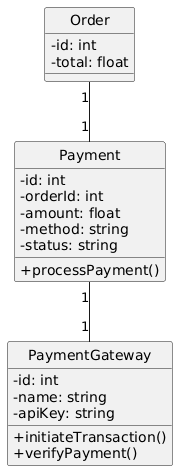 Order
-id: int
-total: float
1
1
Payment
-id: int
-orderId: int
-amount: float
-method: string
-status: string
+processPayment()
1
1
PaymentGateway
-id: int
-name: string
-apiKey: string
+initiateTransaction()
+verifyPayment()